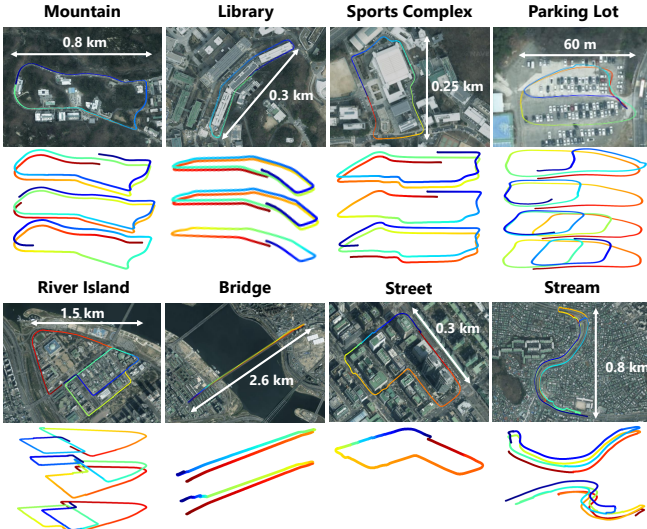 Mountain
Library
Sports Complex
Parking Lot
0.8 km
0.3 km
0.25 km
60 m
River Island
Bridge
Street
Stream
1.5 km
2.6 km
0.3 km
0.8 km